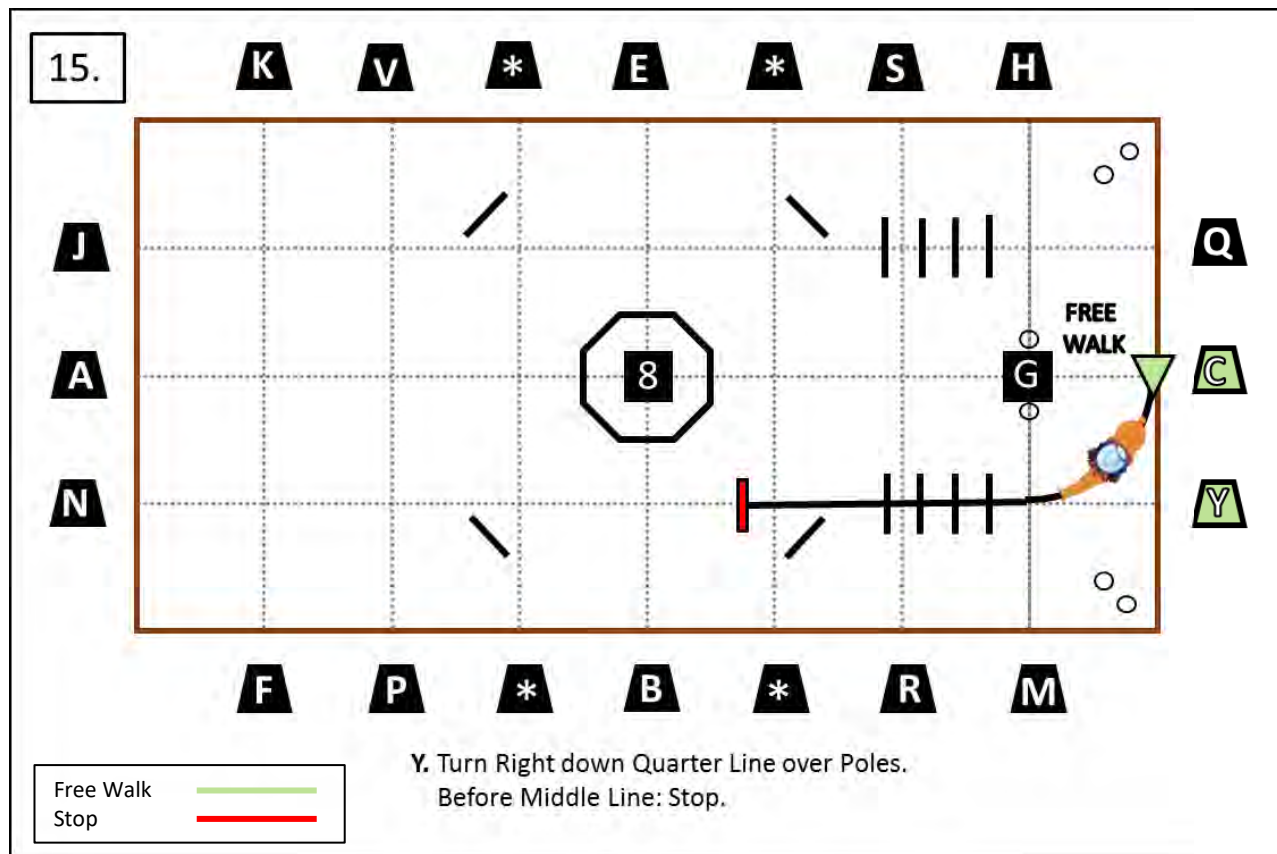 15.
K V * E * S H
J Q
FREE
WALK
A 8 G C
N Y
F P * B * R M
Y. Turn Right down Quarter Line over Poles.
Before Middle Line: Stop.
Free Walk
Stop